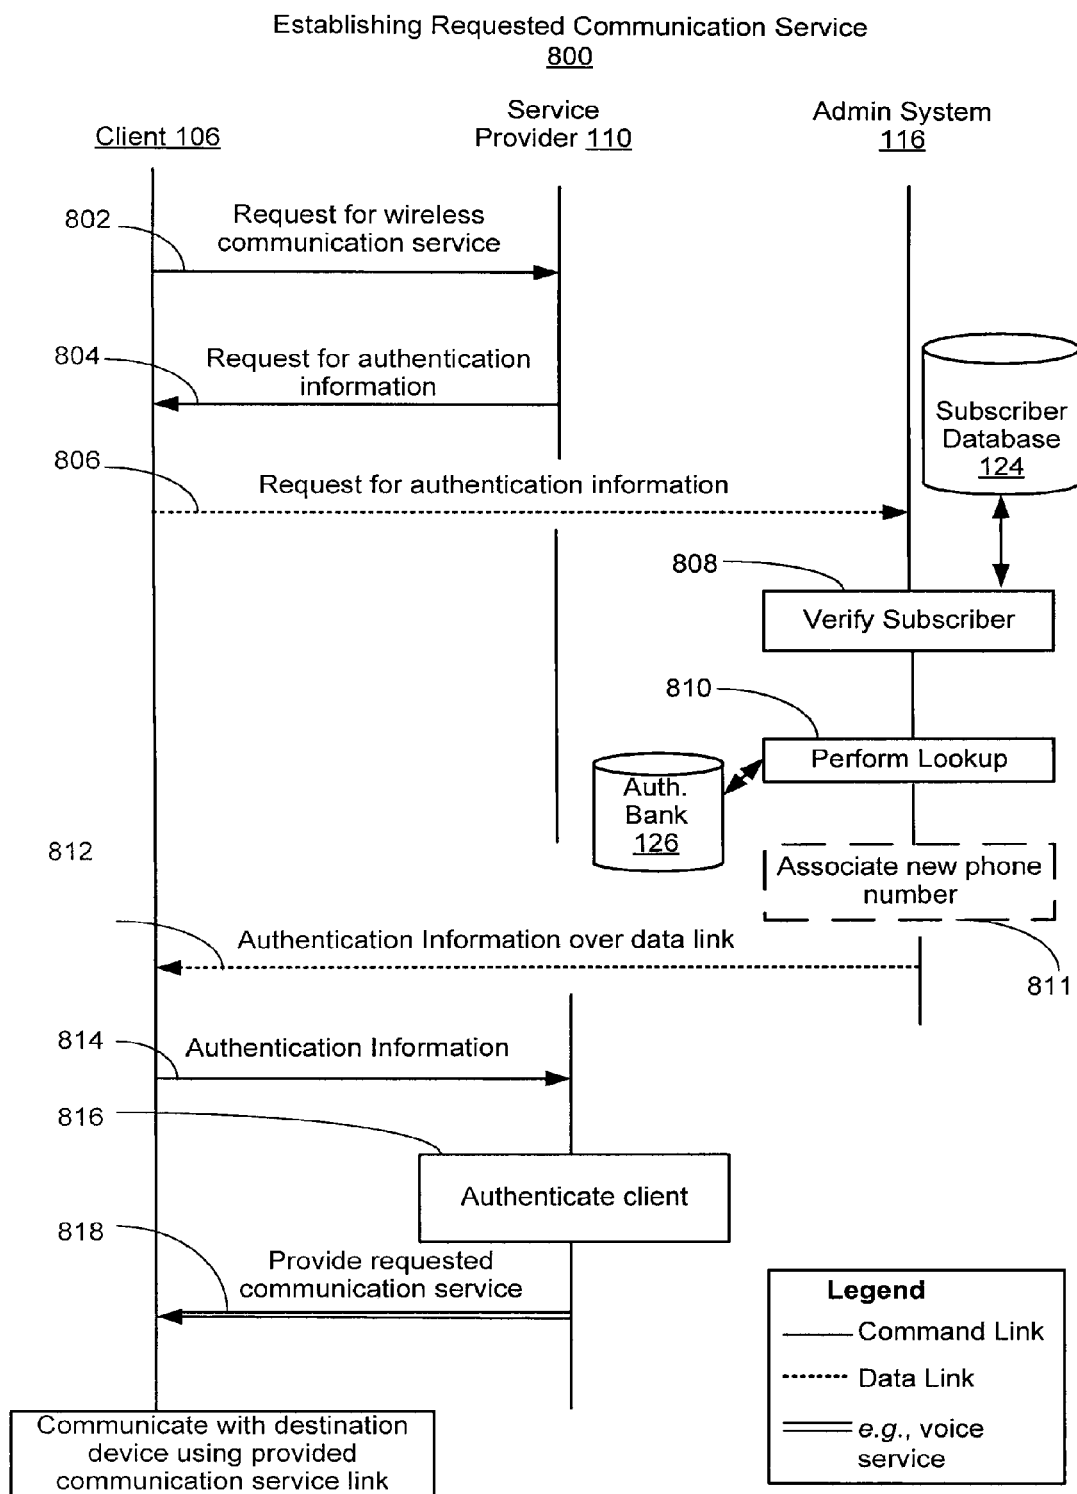 Establishing Requested Communication Service
800
Client 106
Service
Provider 110
Admin System
116
802
Request for wireless
communication service
804
Request for authentication
information
Subscriber
Database
124
806
Request for authentication information
808
Verify Subscriber
810
Perform Lookup
Auth.
Bank
126
812
Associate new phone
number
Authentication Information over data link
811
814
Authentication Information
816
Authenticate client
818
Provide requested
communication service
Legend
Command Link
Data Link
e.g., voice
service
Communicate with destination
device using provided
communication service link